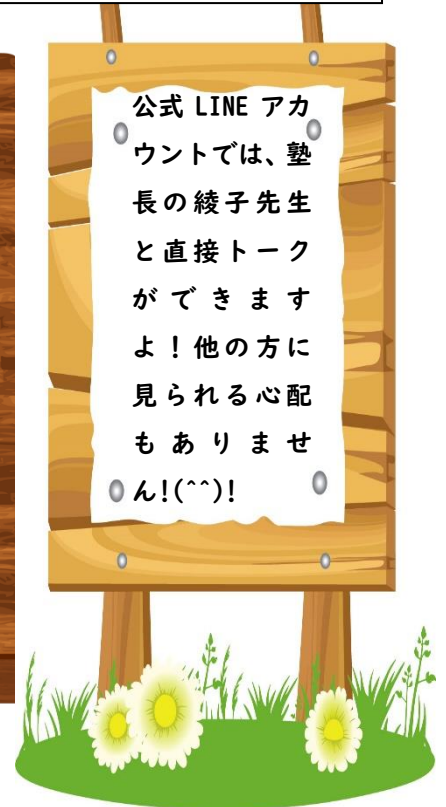 公式 LINE アカ
ウントでは、塾
長の綾子先生
と直接トーク
ができます
よ！他の方に
見られる心配
もありませ
ん!(^^)!